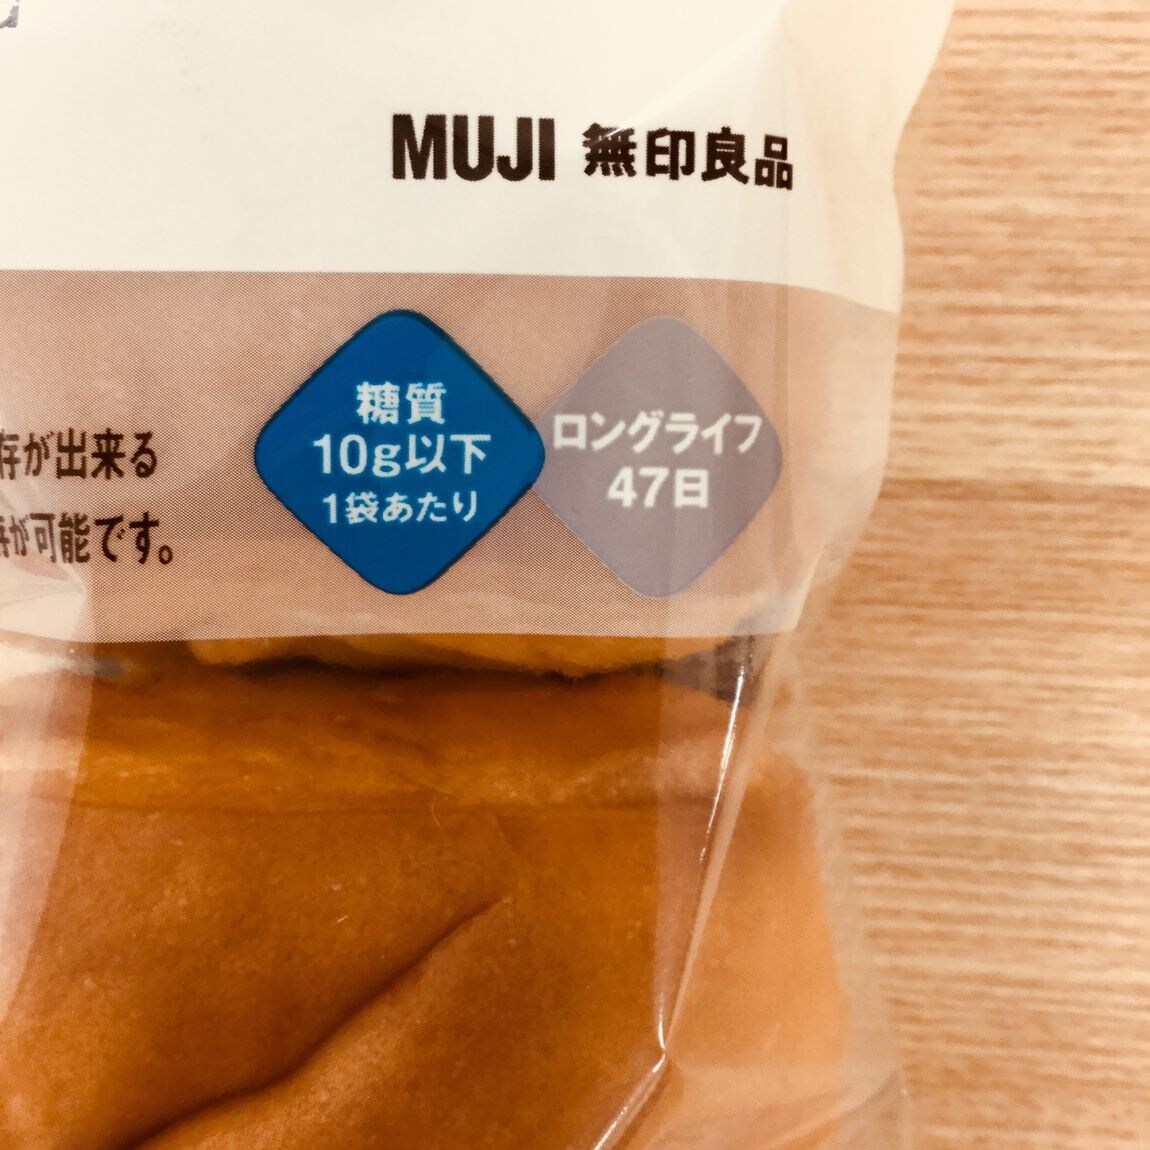 MUJI 無印良品
糖質
10g以下
1袋あたり
ロングライフ
47日
存が出来る
が可能です。